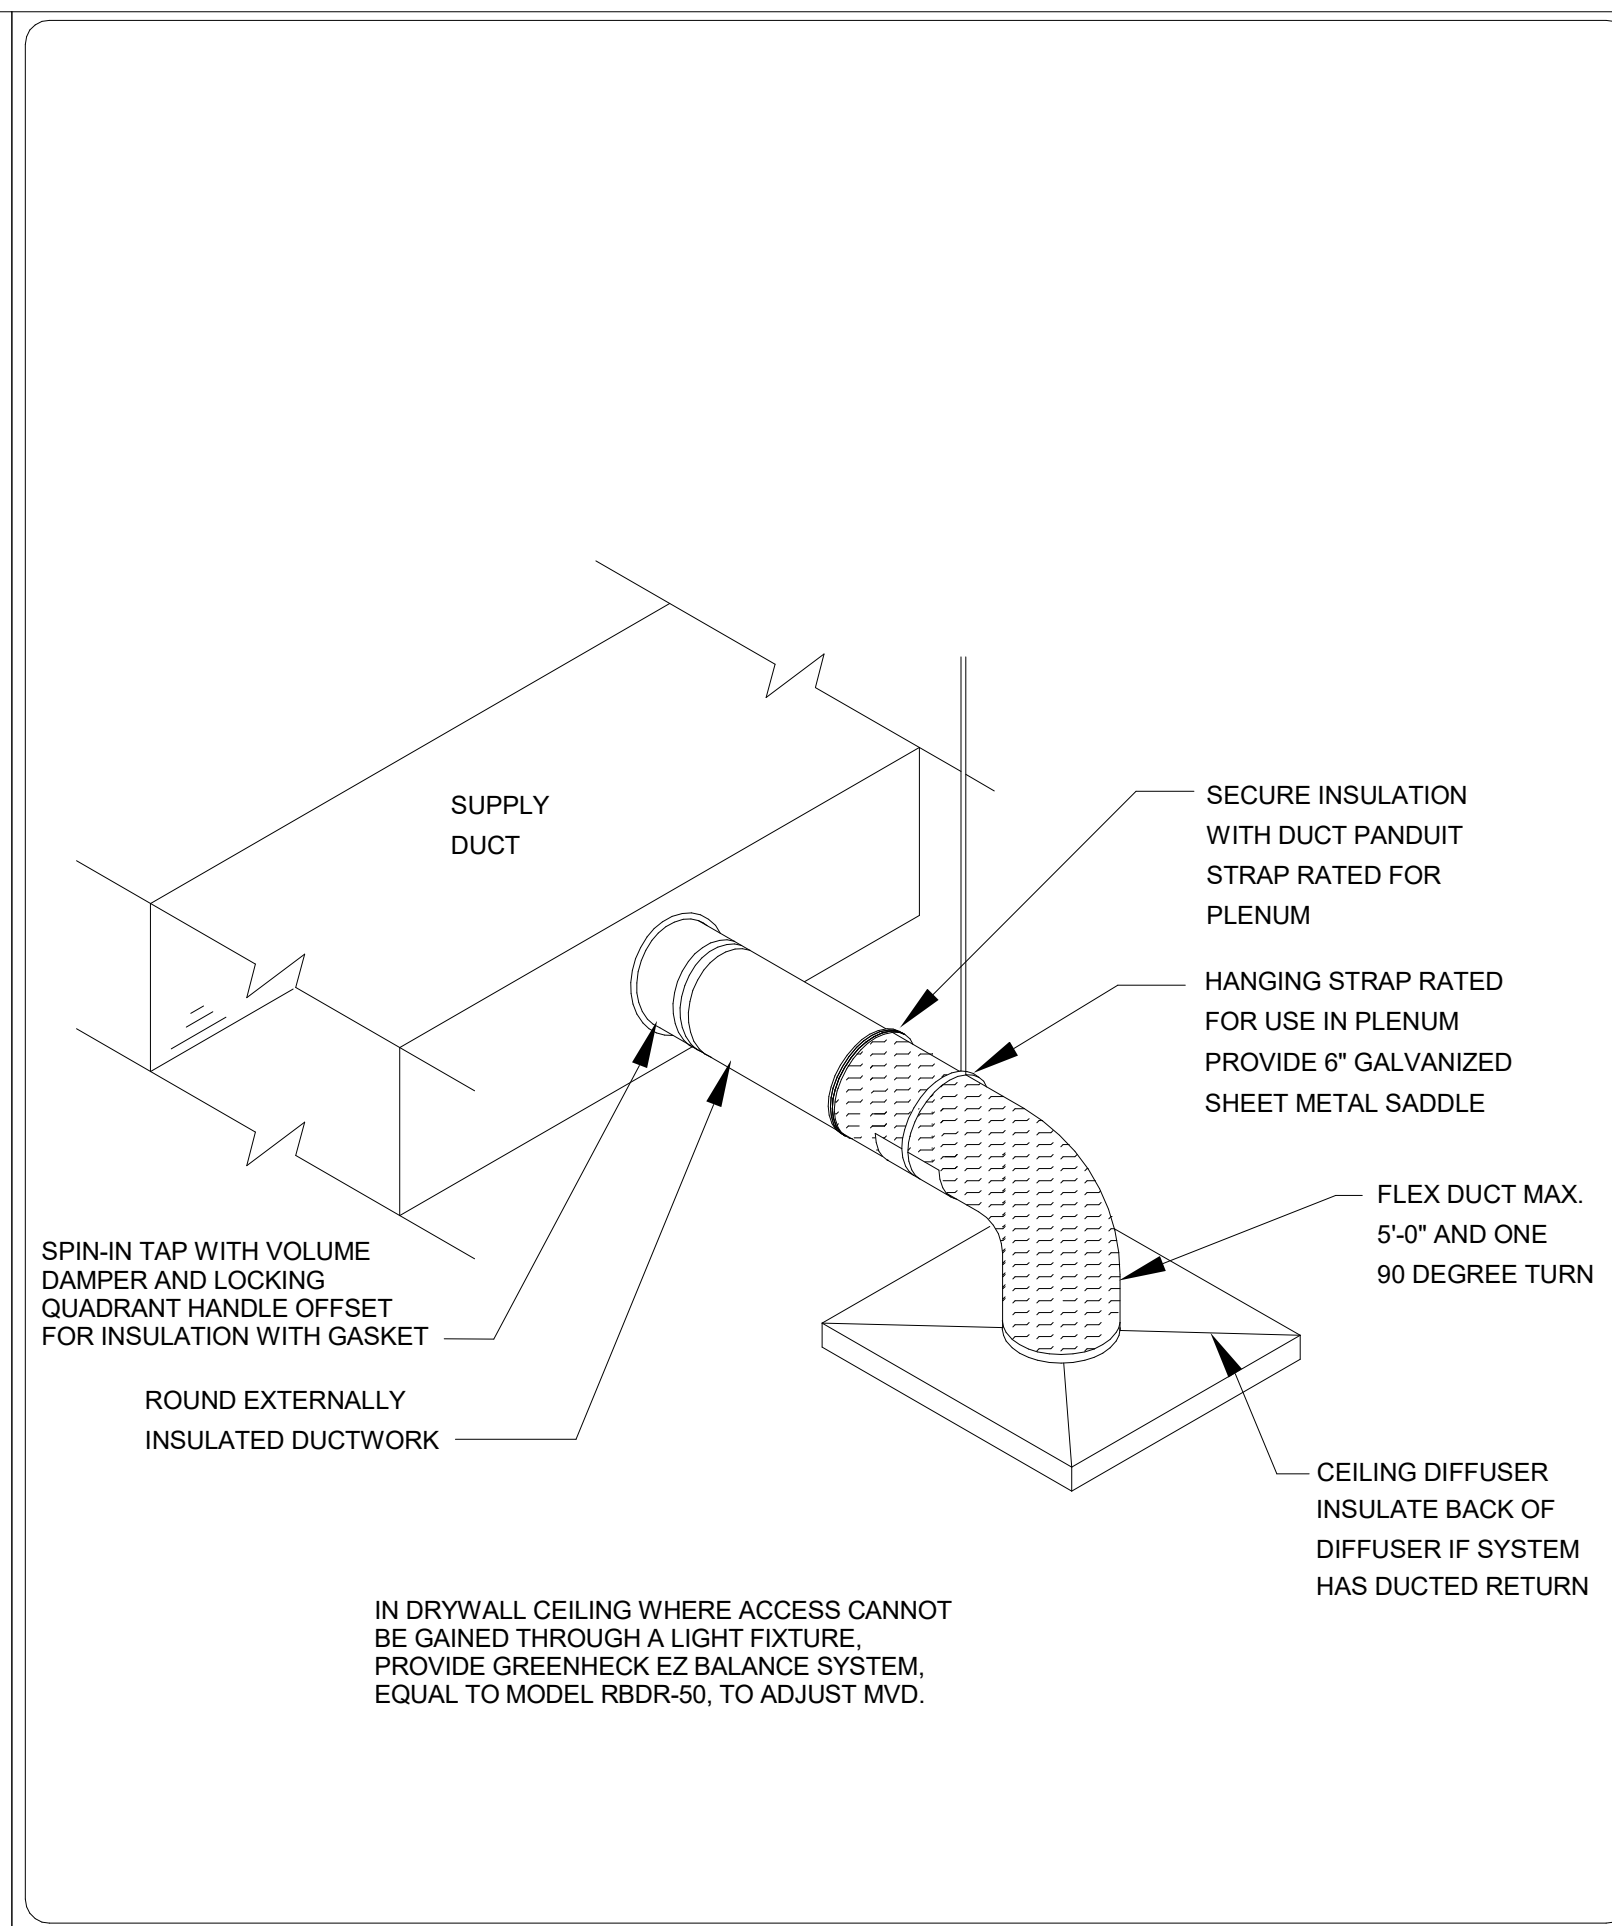 SUPPLY
DUCT
SECURE INSULATION
WITH DUCT PANDUIT
STRAP RATED FOR
PLENUM
HANGING STRAP RATED
FOR USE IN PLENUM
PROVIDE 6" GALVANIZED
SHEET METAL SADDLE
FLEX DUCT MAX.
5'-0" AND ONE
90 DEGREE TURN
SPIN-IN TAP WITH VOLUME
DAMPER AND LOCKING
QUADRANT HANDLE OFFSET
FOR INSULATION WITH GASKET
ROUND EXTERNALLY
INSULATED DUCTWORK
CEILING DIFFUSER
INSULATE BACK OF
DIFFUSER IF SYSTEM
HAS DUCTED RETURN
IN DRYWALL CEILING WHERE ACCESS CANNOT
BE GAINED THROUGH A LIGHT FIXTURE,
PROVIDE GREENHECK EZ BALANCE SYSTEM,
EQUAL TO MODEL RBDR-50, TO ADJUST MVD.